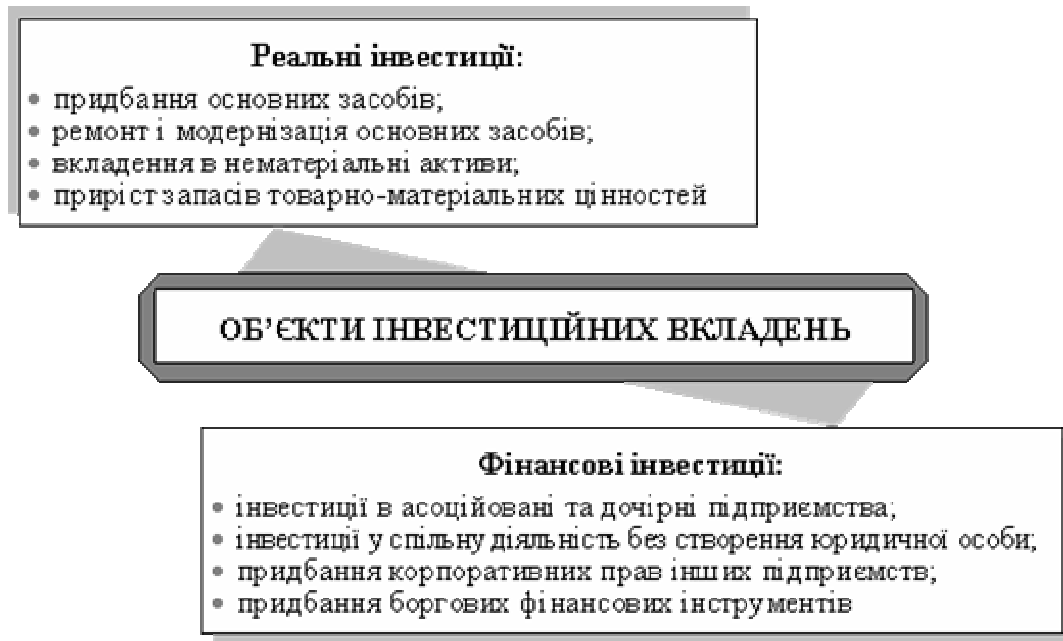 Реальні інвестиції:
• придбання основних засобів;
• ремонт і модернізація основних засобів;
• вкладення в нематеріальні активи;
• приріст запасів товарно-матеріальних цінностей
ОБ’ЄКТИ ІНВЕСТИЦІЙНИХ ВКЛАДЕНЬ
Фінансові інвестиції:
• інвестиції в асоційовані та дочірні підприємства;
• інвестиції у спільну діяльність без створення юридичної особи;
• придбання корпоративних прав інших підприємств;
• придбання боргових фінансових інструментів